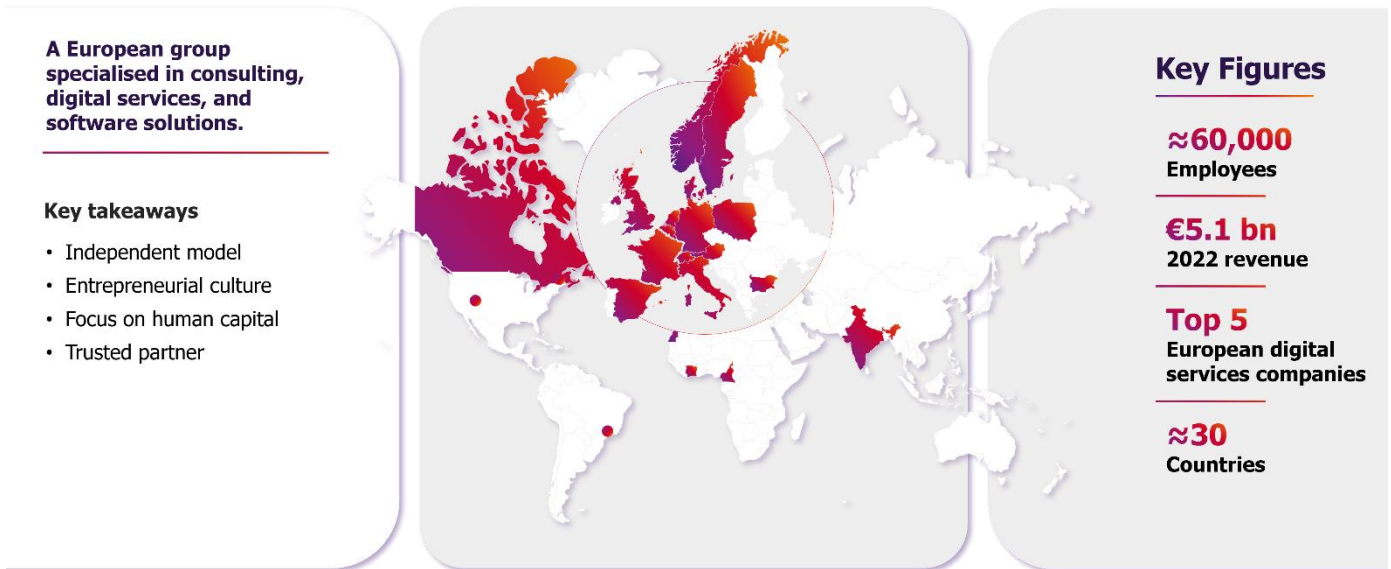 A European group
specialised in consulting,
digital services, and
software solutions.
Key takeaways
• Independent model
• Entrepreneurial culture
• Focus on human capital
• Trusted partner
Key Figures
≈60,000
Employees
€5.1 bn
2022 revenue
Top 5
European digital
services companies
≈30
Countries